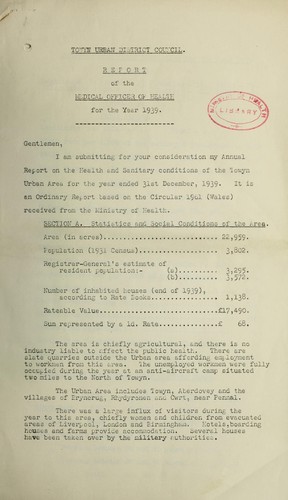 TOWYN URBAN DISTRICT COUNCIL.
REPORT
of the
MEDICAL OFFICER OF HEALTH
for the Year 1939.
MINISTRY OF HEALTH
LIBRARY
Gentlemen,
I am submitting for your consideration my Annual
Report on the Health and Sanitary conditions of the Towyn
Urban Area for the year ended 31st December, 1939. It is
an Ordinary Report based on the Circular 1961 (Wales)
received from the Ministry of Health.
SECTION A. Statistics and Social Conditions of the Area.
Area (in acres)........................ 22,959.
Population (1931 Census)............... 3,802.
Registrar-General's estimate of
resident population:- (a).......... 3,295.
(b).......... 3,572.
Number of inhabited houses (end of 1939),
according to Rate Books............ 1,138.
Rateable Value.........................£17,490.
Sum represented by a 1d. Rate..........£ 68.
The area is chiefly agricultural, and there is no
industry liable to affect the public health. There are
slate quarries outside the Urban area affording employment
to workmen from this area. The unemployed workmen were fully
occupied during the year at an anti-aircraft camp situated
two miles to the North of Towyn.
The Urban Area includes Towyn, Aberdovey and the
villages of Bryncrug, Rhydyronen and Cwrt, near Pennal.
There was a large influx of visitors during the
year to this area, chiefly women and children from evacuated
areas of Liverpool, London and Birmingham. Hotels, boarding
houses and farms provide accommodation. Several houses
have been taken over by the military authorities.